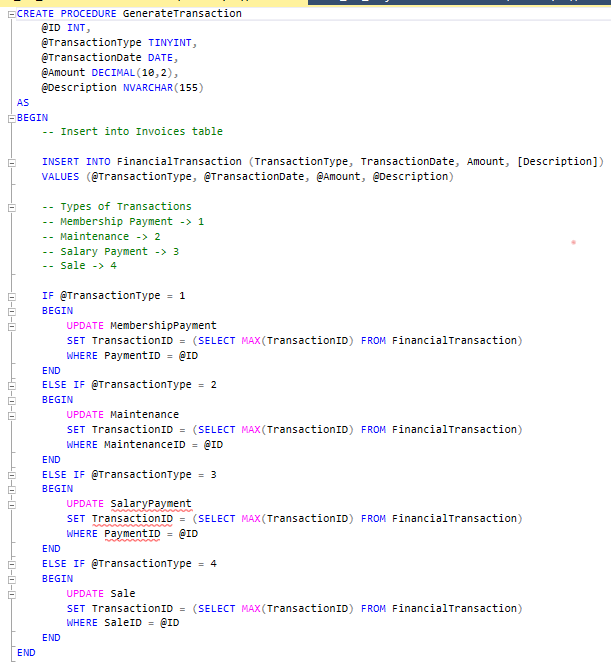 CREATE PROCEDURE GenerateTransaction
@ID INT,
@TransactionType TINYINT,
@TransactionDate DATE,
@Amount DECIMAL(10,2),
@Description NVARCHAR(155)
AS
BEGIN
-- Insert into Invoices table
INSERT INTO FinancialTransaction (TransactionType, TransactionDate, Amount, [Description])
VALUES (@TransactionType, @TransactionDate, @Amount, @Description)
-- Types of Transactions
-- Membership Payment -> 1
-- Maintenance -> 2
-- Salary Payment -> 3
-- Sale -> 4
IF @TransactionType = 1
BEGIN
UPDATE MembershipPayment
SET TransactionID = (SELECT MAX(TransactionID) FROM FinancialTransaction)
WHERE PaymentID = @ID
END
ELSE IF @TransactionType = 2
BEGIN
UPDATE Maintenance
SET TransactionID = (SELECT MAX(TransactionID) FROM FinancialTransaction)
WHERE MaintenanceID = @ID
END
ELSE IF @TransactionType = 3
BEGIN
UPDATE SalaryPayment
SET TransactionID = (SELECT MAX(TransactionID) FROM FinancialTransaction)
WHERE PaymentID = @ID
END
ELSE IF @TransactionType = 4
BEGIN
UPDATE Sale
SET TransactionID = (SELECT MAX(TransactionID) FROM FinancialTransaction)
WHERE SaleID = @ID
END
END